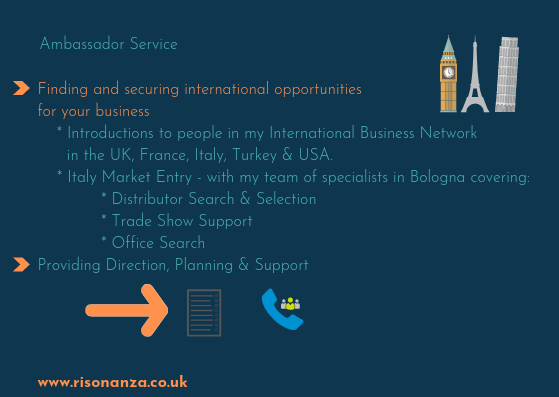 Ambassador Service
Finding and securing international opportunities
for your business
* Introductions to people in my International Business Network
in the UK, France, Italy, Turkey & USA.
* Italy Market Entry - with my team of specialists in Bologna covering:
* Distributor Search & Selection
* Trade Show Support
* Office Search
Providing Direction, Planning & Support
www.risonanza.co.uk